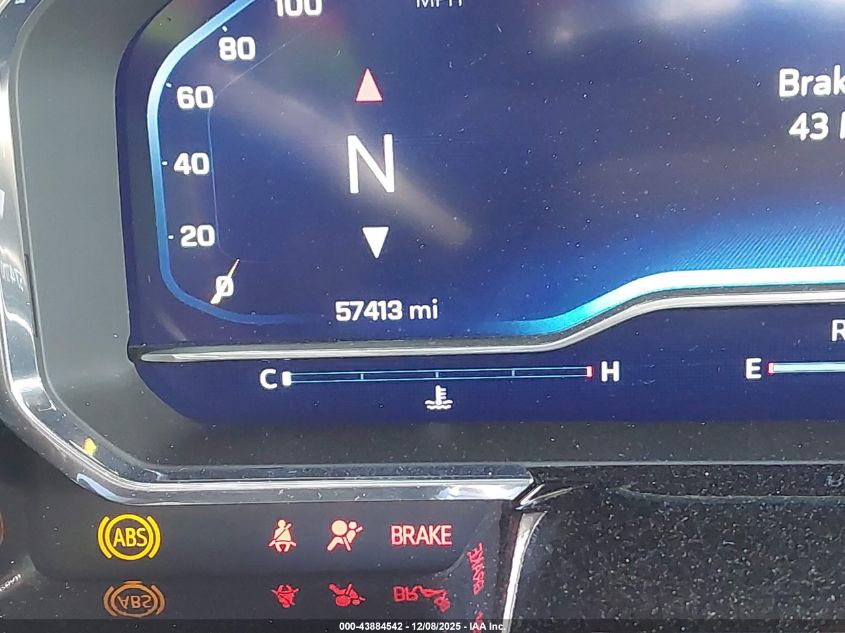 100
MPH
80
60
40
20
0
N
57413 mi
Brak
43
C H
E
R
ABS
BRAKE
000-43884542 - 12/08/2025 - IAA Inc.